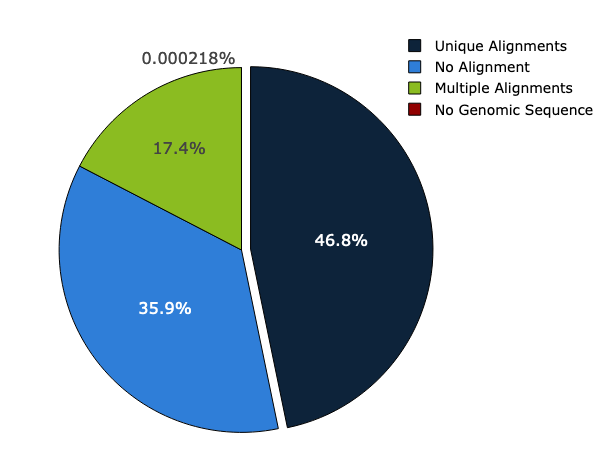 Unique Alignments
No Alignment
Multiple Alignments
No Genomic Sequence
0.000218%
17.4%
46.8%
35.9%